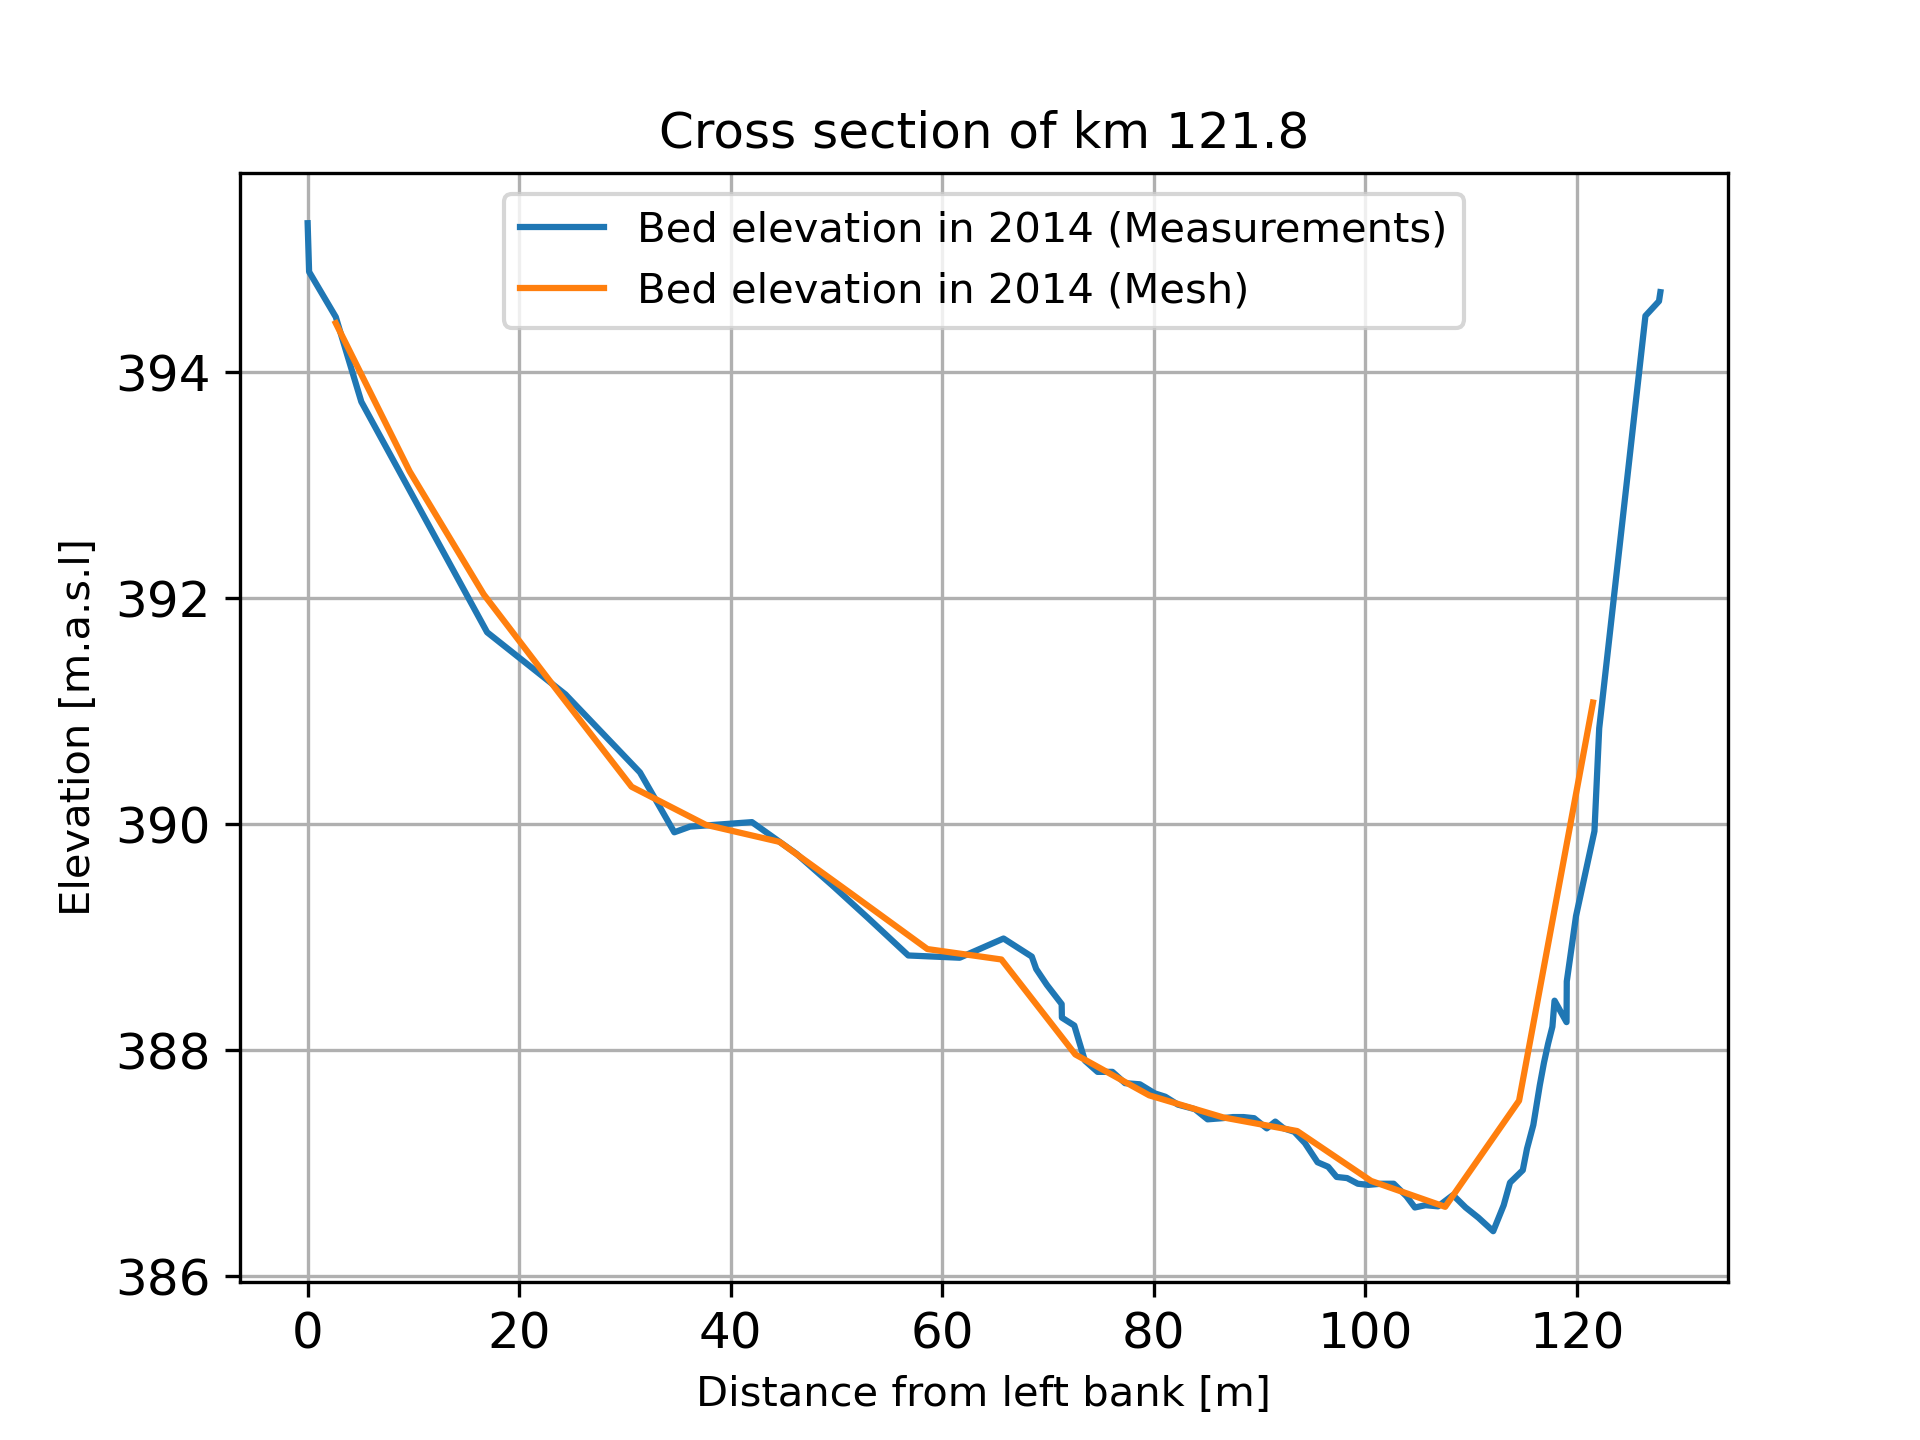 Cross section of km 121.8
Bed elevation in 2014 (Measurements)
Bed elevation in 2014 (Mesh)
Elevation [m.a.s.l]
394
392
390
388
386
0 20 40 60 80 100 120
Distance from left bank [m]